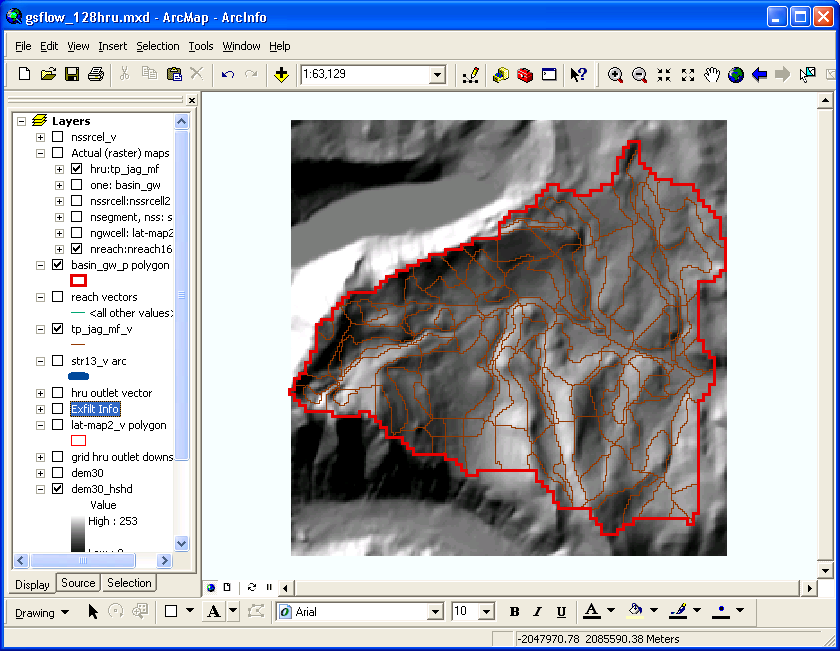 gsflow_128hru.mxd - ArcMap - ArcInfo
File Edit View Insert Selection Tools Window Help
1:63,129
Layers
nssrcel_v
Actual (raster) maps
hru:tp_jag_mf
one: basin_gw
nssrcell:nssrcell2
nsegment, nss: s
ngwcell: lat-map2
nreach:nreach16
basin_gw_p polygon
reach vectors
<all other values>
tp_jag_mf_v
str13_v arc
hru outlet vector
Exfilt Info
lat-map2_v polygon
grid hru outlet downs
dem30
dem30_hshd
Value
High : 253
Display Source Selection
Drawing A Arial 10 B I U A
-2047970.78 2085590.38 Meters